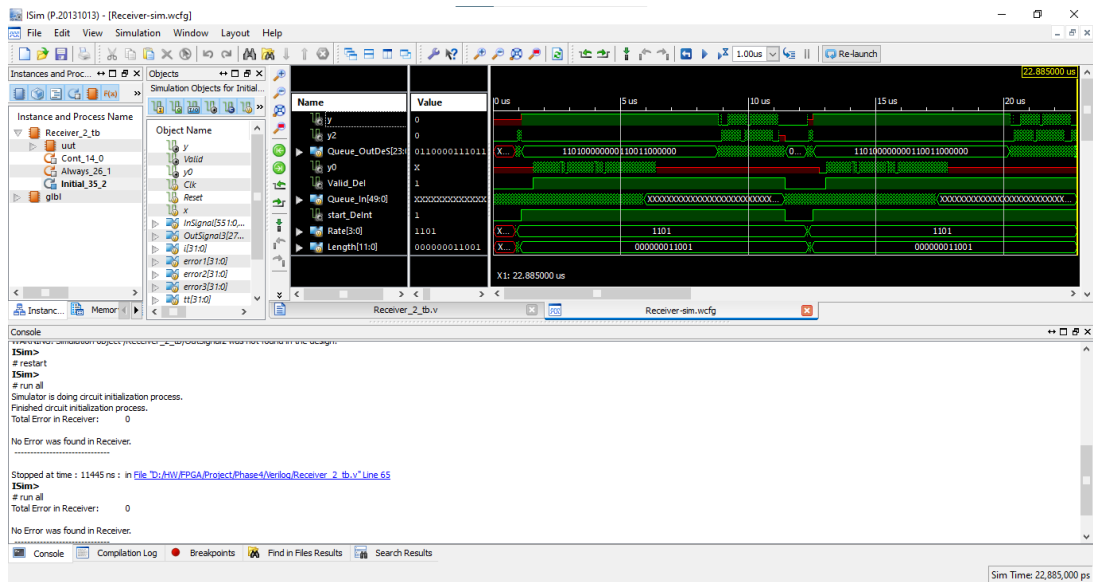 ISim (P.20131013) - [Receiver-sim.wcfg]
File Edit View Simulation Window Layout Help
1.00us Re-launch
Instances and Proc...
Instance and Process Name
Receiver_2_tb
uut
Cont_14_0
Always_26_1
Initial_35_2
glbl
Instanc... Memor
Objects
Simulation Objects for Initial...
Object Name
y
Valid
y0
Clk
Reset
x
InSignal[551:0,...
OutSignal3[27...
i[31:0]
error1[31:0]
error2[31:0]
error3[31:0]
tt[31:0]
Name Value
y 0
y2 0
Queue_OutDeS[23: 0110000111011
y0 X
Valid_Del 1
Queue_In[49:0] XXXXXXXXXXXXX
start_DeInt 1
Rate[3:0] 1101
Length[11:0] 000000011001
22.885000 us
0 us 5 us 10 us 15 us 20 us
X... 110100000000110011000000 0... 110100000000110011000000
XXXXXXXXXXXXXXXXXXXXXXXX... XXXXXXXXXXXXXXXXXXXXXXXX...
X... 1101 1101
X... 000000011001 000000011001
X1: 22.885000 us
Receiver_2_tb.v Receiver-sim.wcfg
Console
ISim>
# restart
ISim>
# run all
Simulator is doing circuit initialization process.
Finished circuit initialization process.
Total Error in Receiver: 0
No Error was found in Receiver.
------------------------------
Stopped at time : 11445 ns : in File "D:/HW/FPGA/Project/Phase4/Verilog/Receiver_2_tb.v" Line 65
ISim>
# run all
Total Error in Receiver: 0
No Error was found in Receiver.
Console Compilation Log Breakpoints Find in Files Results Search Results
Sim Time: 22,885,000 ps